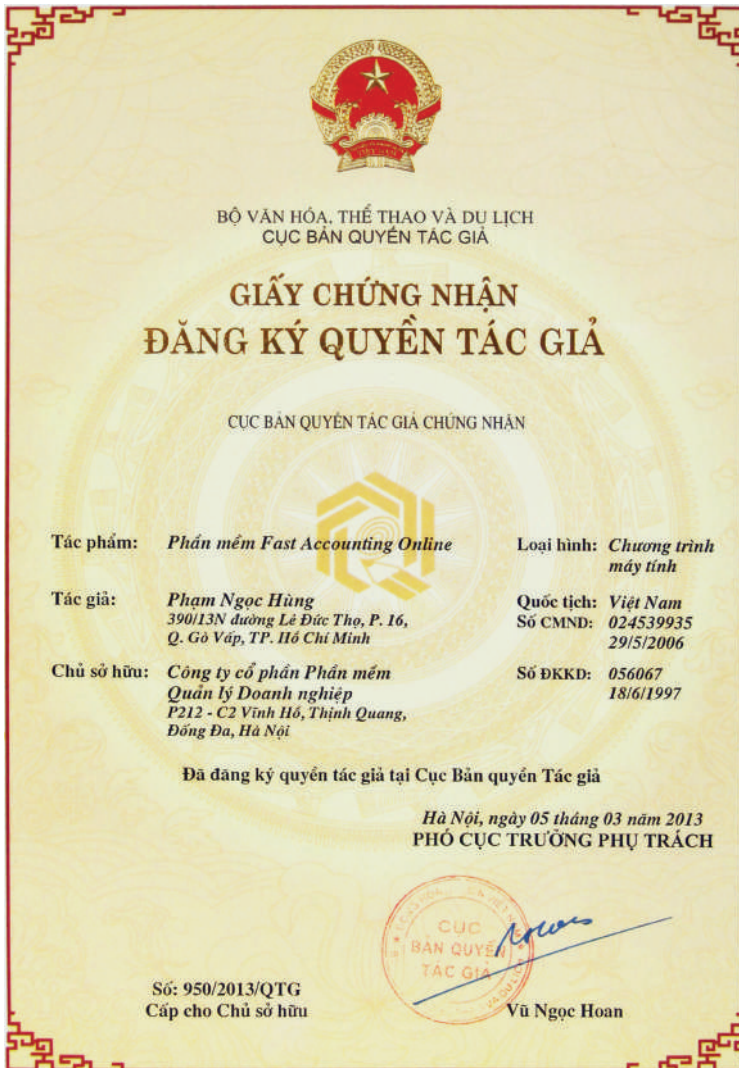 BỘ VĂN HÓA, THỂ THAO VÀ DU LỊCH
CỤC BẢN QUYỀN TÁC GIẢ
GIẤY CHỨNG NHẬN
ĐĂNG KÝ QUYỀN TÁC GIẢ
CỤC BẢN QUYỀN TÁC GIẢ CHỨNG NHẬN
Tác phẩm: Phần mềm Fast Accounting Online
Loại hình: Chương trình
máy tính
Tác giả: Phạm Ngọc Hùng
390/13N đường Lê Đức Thọ, P. 16,
Q. Gò Vấp, TP. Hồ Chí Minh
Quốc tịch: Việt Nam
Số CMND: 024539935
29/5/2006
Chủ sở hữu: Công ty cổ phần Phần mềm
Quản lý Doanh nghiệp
P212 - C2 Vĩnh Hồ, Thịnh Quang,
Đống Đa, Hà Nội
Số ĐKKD: 056067
18/6/1997
Đã đăng ký quyền tác giả tại Cục Bản quyền Tác giả
Hà Nội, ngày 05 tháng 03 năm 2013
PHÓ CỤC TRƯỞNG PHỤ TRÁCH
CỤC
BẢN QUYỀN
TÁC GIẢ
Số: 950/2013/QTG
Cấp cho Chủ sở hữu
Vũ Ngọc Hoan